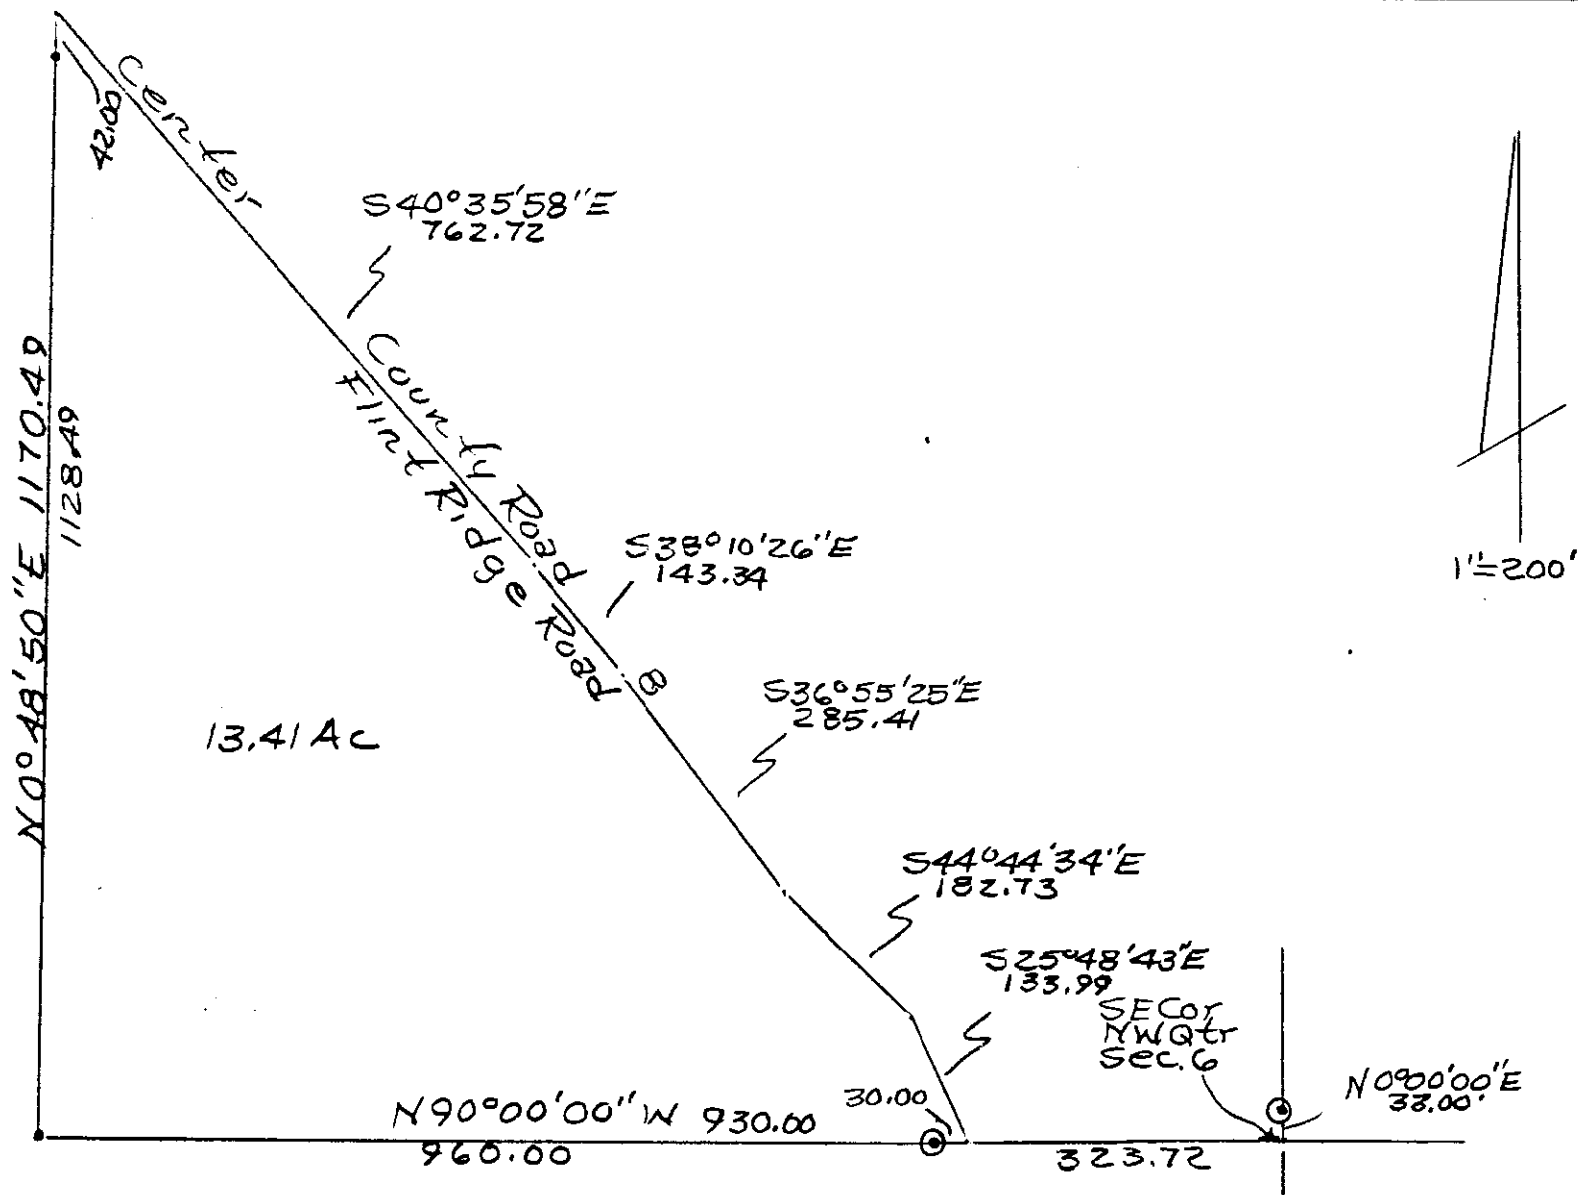 42.00
Center
S40°35'58"E
762.72
County Road 8
Flint Ridge Road
N0°48'50"E 1170.49
1128.49
S38°10'26"E
143.34
1"=200'
S36°55'25"E
285.41
13.41 Ac
S44°44'34"E
182.73
S25°48'43"E
133.99
SE Cor
NW Qtr
Sec. 6
N0°00'00"E
33.00'
N90°00'00"W 930.00
30.00
960.00
323.72